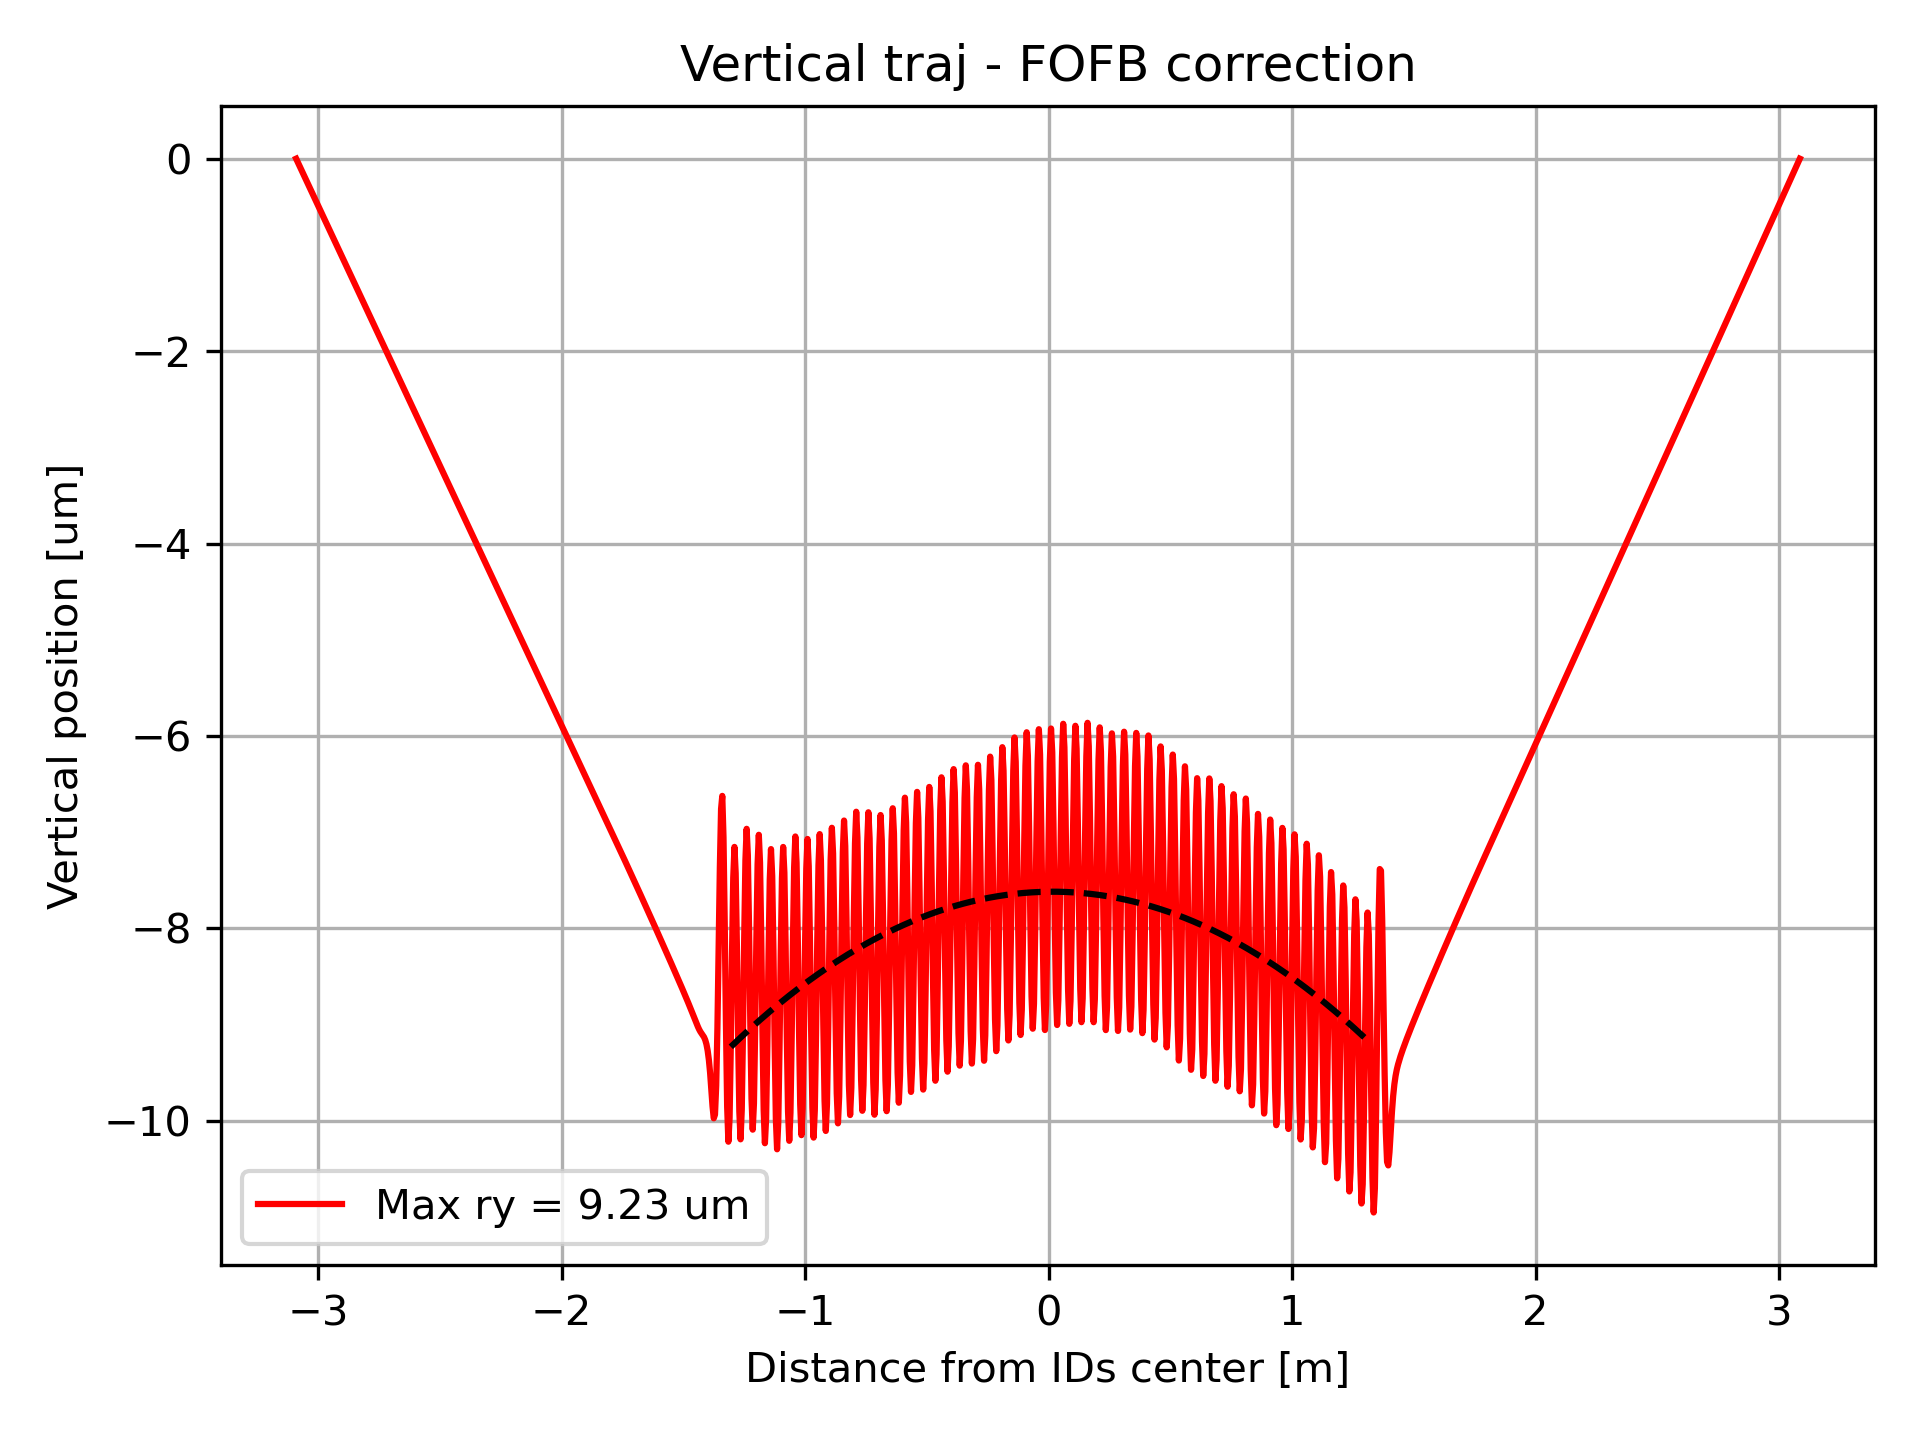 Vertical traj - FOFB correction
Vertical position [um]
0
−2
−4
−6
−8
−10
Max ry = 9.23 um
−3 −2 −1 0 1 2 3
Distance from IDs center [m]